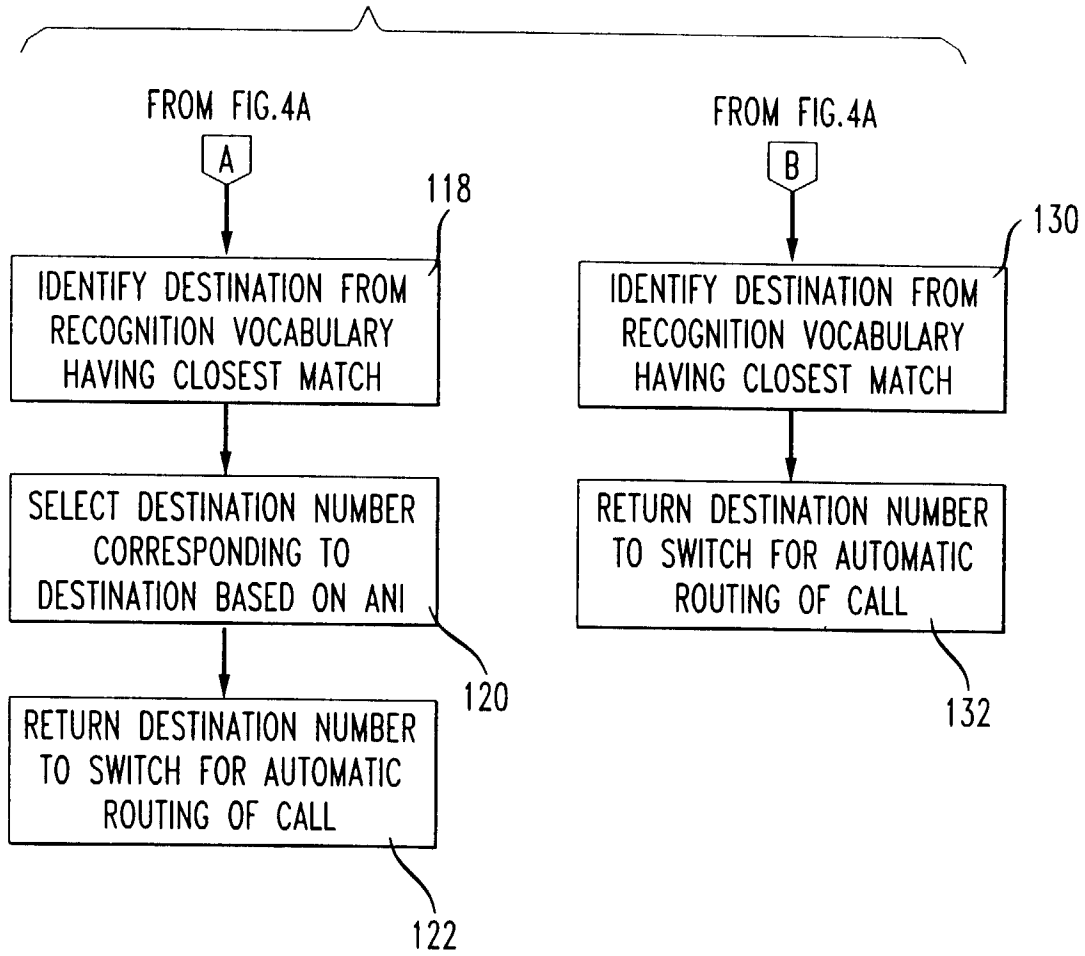 FROM FIG.4A
A
118
IDENTIFY DESTINATION FROM
RECOGNITION VOCABULARY
HAVING CLOSEST MATCH
SELECT DESTINATION NUMBER
CORRESPONDING TO
DESTINATION BASED ON ANI
120
RETURN DESTINATION NUMBER
TO SWITCH FOR AUTOMATIC
ROUTING OF CALL
122
FROM FIG.4A
B
130
IDENTIFY DESTINATION FROM
RECOGNITION VOCABULARY
HAVING CLOSEST MATCH
RETURN DESTINATION NUMBER
TO SWITCH FOR AUTOMATIC
ROUTING OF CALL
132